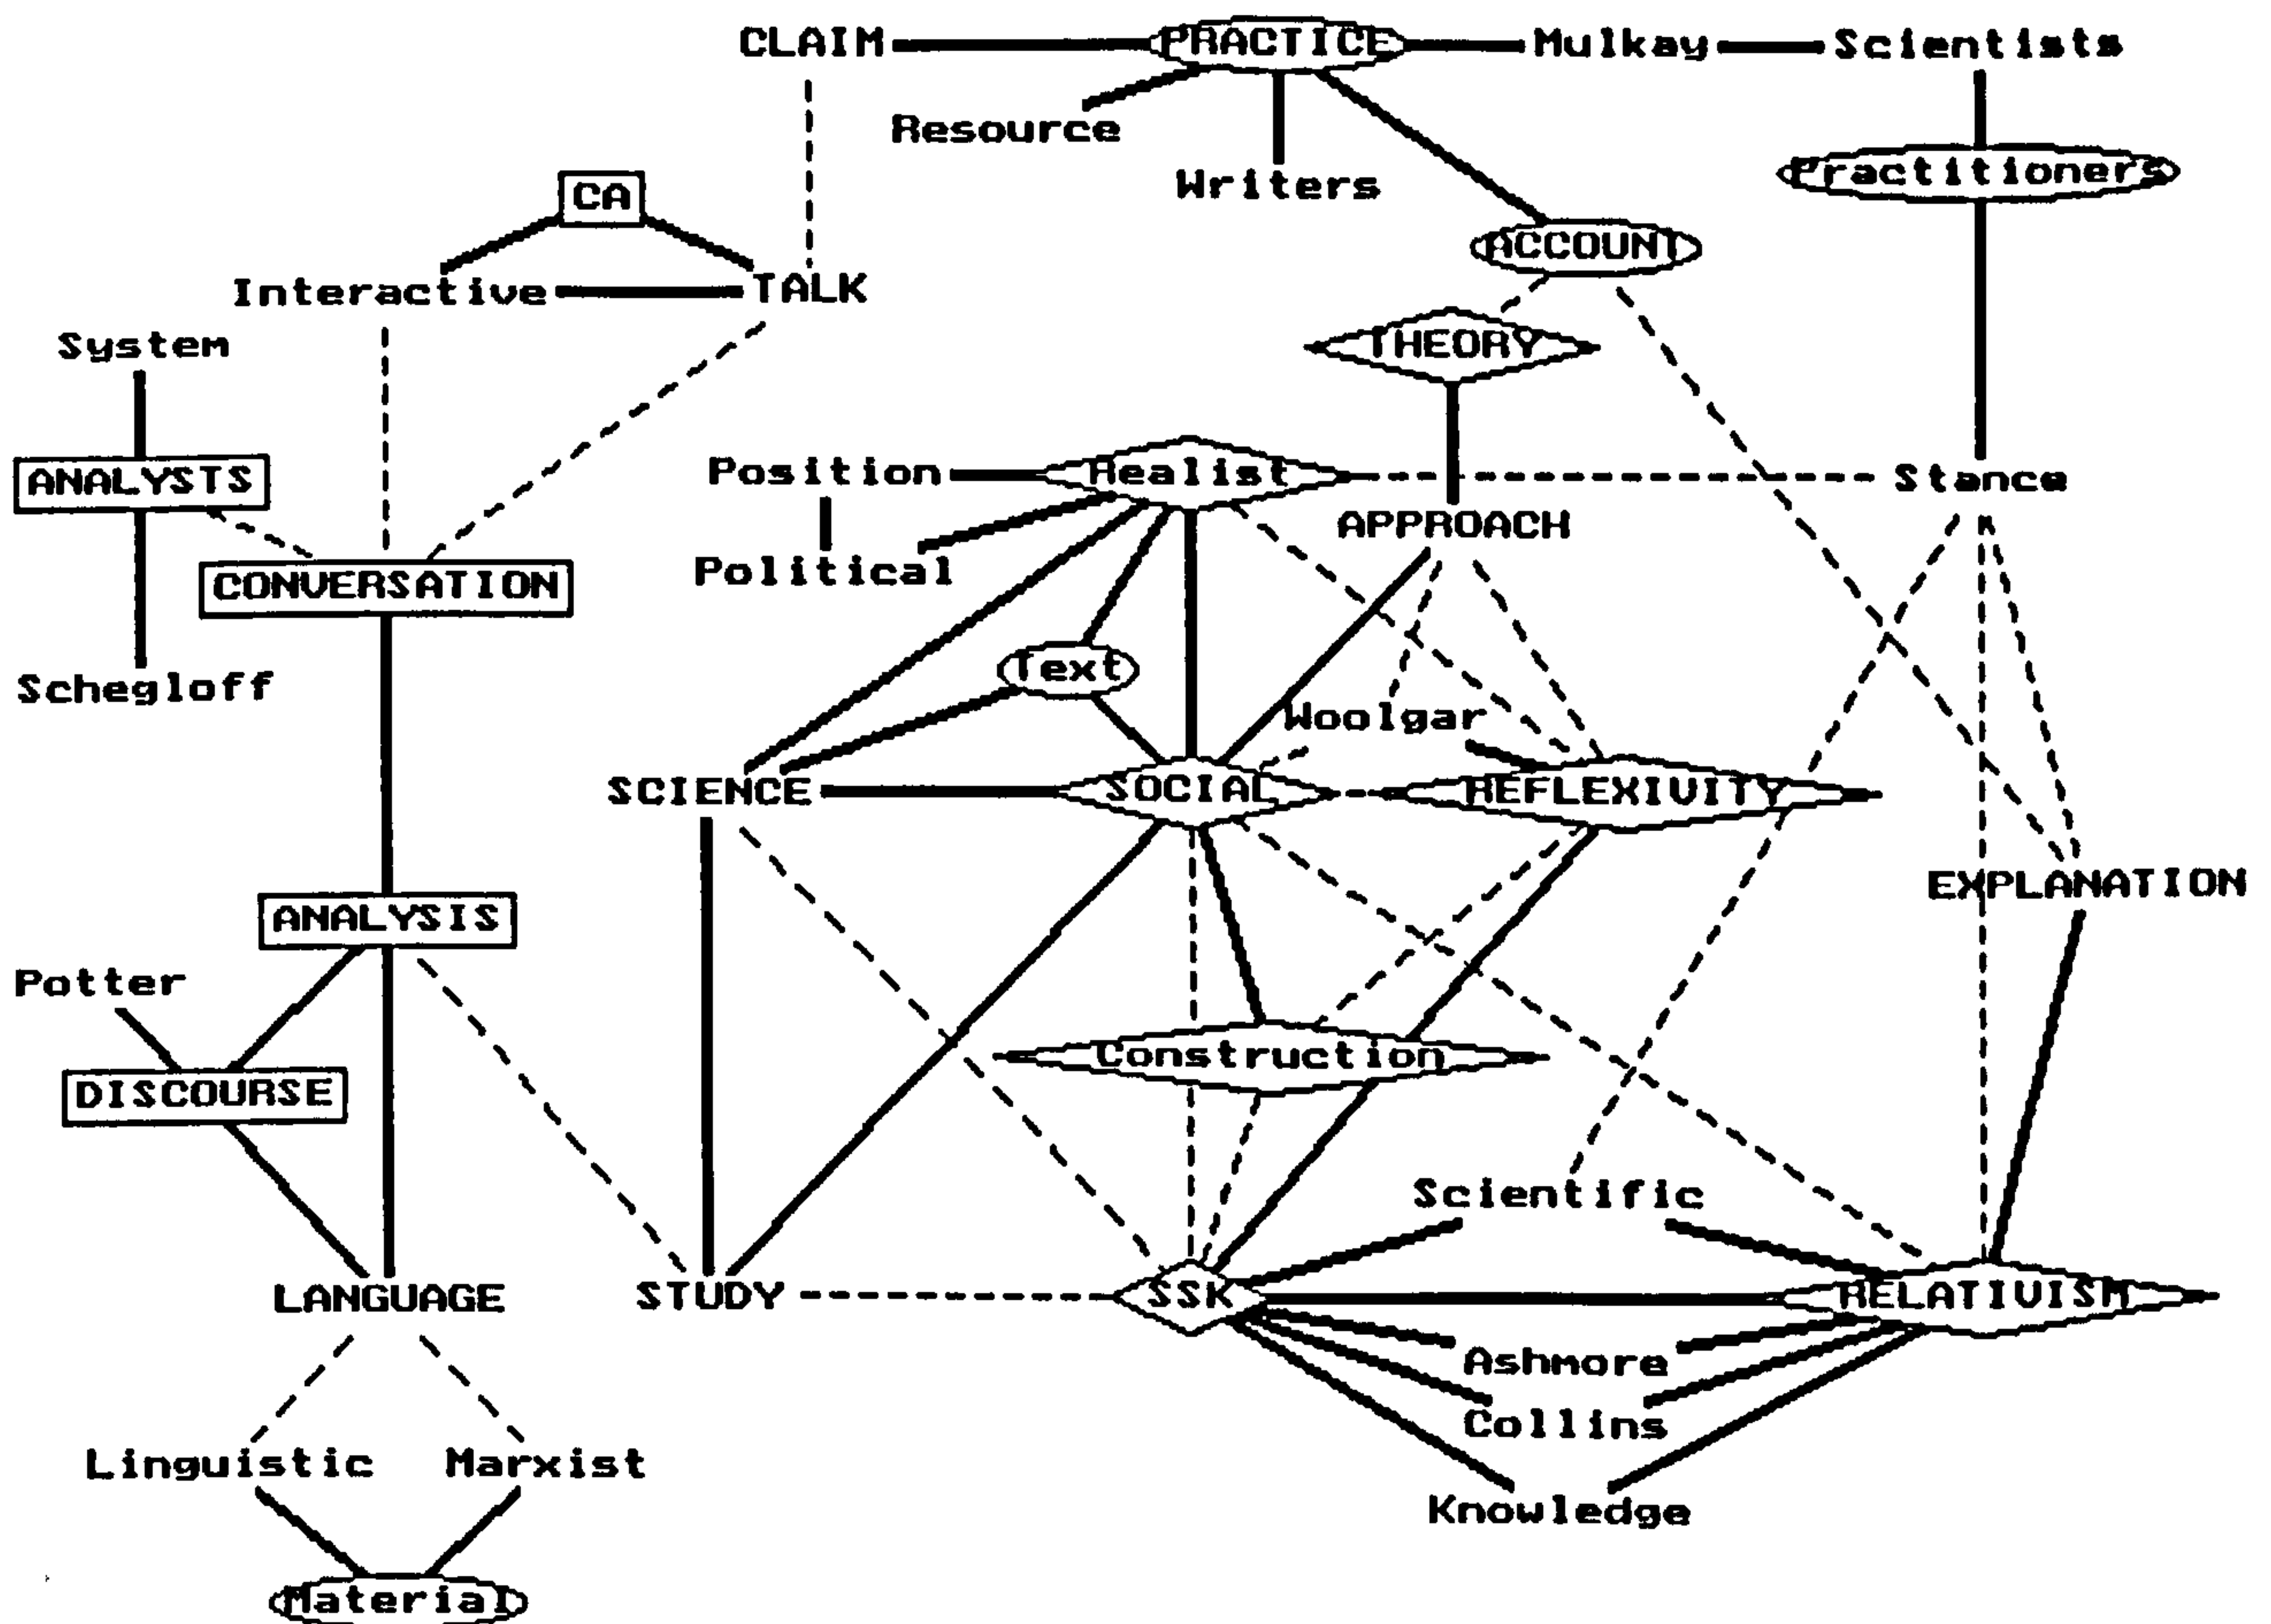 CLAIM PRACTICE Mulkay Scientists
Resource
Practitioners
Writers
CA
ACCOUNT
Interactive TALK
System
THEORY
Position Realist Stance
ANALYSTS
APPROACH
Political
CONVERSATION
Text
Schegloff
Woolgar
SCIENCE SOCIAL REFLEXIVITY
EXPLANATION
ANALYSIS
Potter
Construction
DISCOURSE
Scientific
LANGUAGE STUDY SSK RELATIVISM
Ashmore
Collins
Linguistic Marxist
Knowledge
Material